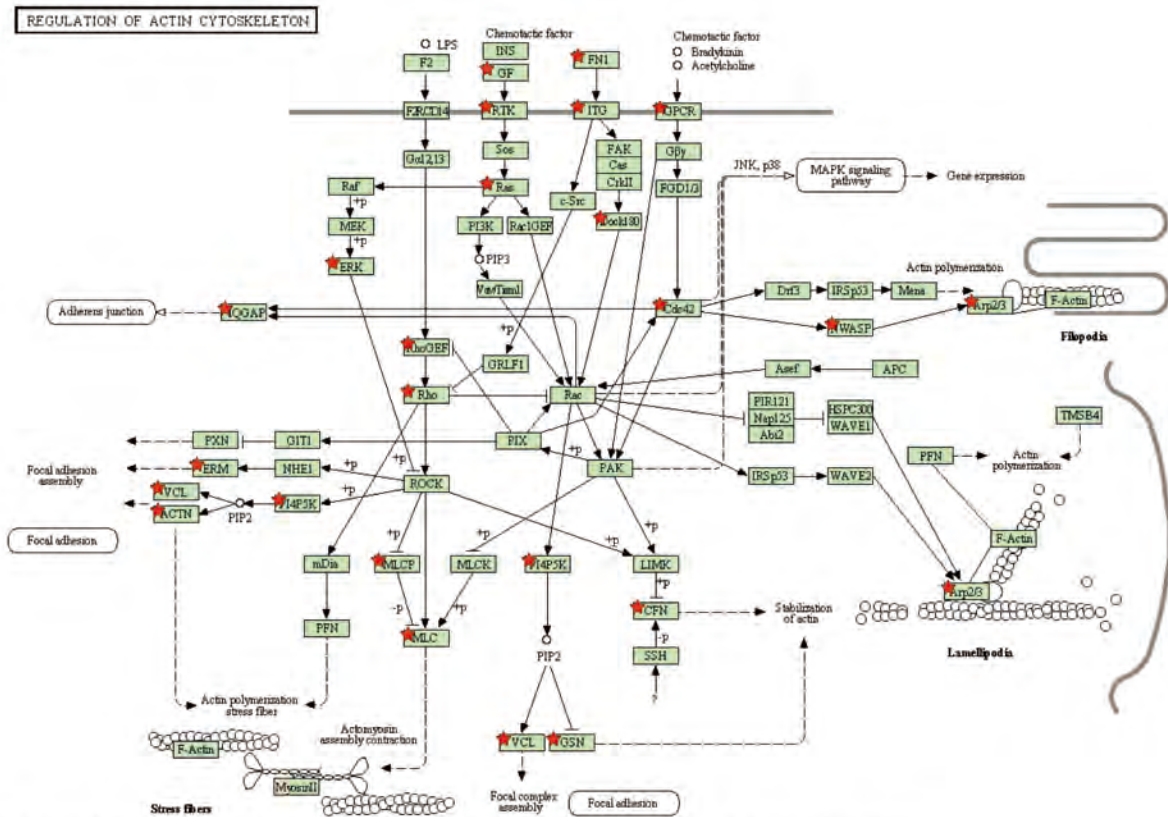 REGULATION OF ACTIN CYTOSKELETON
LPS
F2
Chemotactic factor
INS
GF
FN1
Chemotactic factor
Bradykinin
Acetylcholine
F2R
CD14
RTK
ITG
GPCR
Gα12,13
Sos
FAK
Cas
CrkII
Gβγ
JNK, p38
MAPK signaling
pathway
Gene expression
Raf
Ras
FGD1/3
+p
MEK
PI3K
Rac1GEF
c-Src
Dock180
+p
ERK
PIP3
Actin polymerization
Drf3
IRSp53
Mena
Adherens junction
IQGAP
Cdc42
Arp2/3
F-Actin
NWASP
Filopodia
+p
RhoGEF
GRLF1
Asef
APC
Rho
Rac
PIR121
Nap125
Abi2
HSPC300
WAVE1
TMSB4
PXN
GIT1
PIX
PFN
Actin
polymerization
Focal adhesion
assembly
ERM
NHE1
+p
+p
+p
PAK
IRSp53
WAVE2
VCL
ROCK
ACTN
PIP2
PI4P5K
+p
+p
Focal adhesion
+p
+p
F-Actin
mDia
MLCP
MLCK
PI4P5K
LIMK
+p
Arp2/3
-p
+p
CFN
Stabilization
of actin
PFN
MLC
-p
PIP2
SSH
Lamellipodia
?
Actin polymerization
stress fiber
Actomyosin
assembly contraction
F-Actin
VCL
GSN
MyosinII
Stress fibers
Focal complex
assembly
Focal adhesion